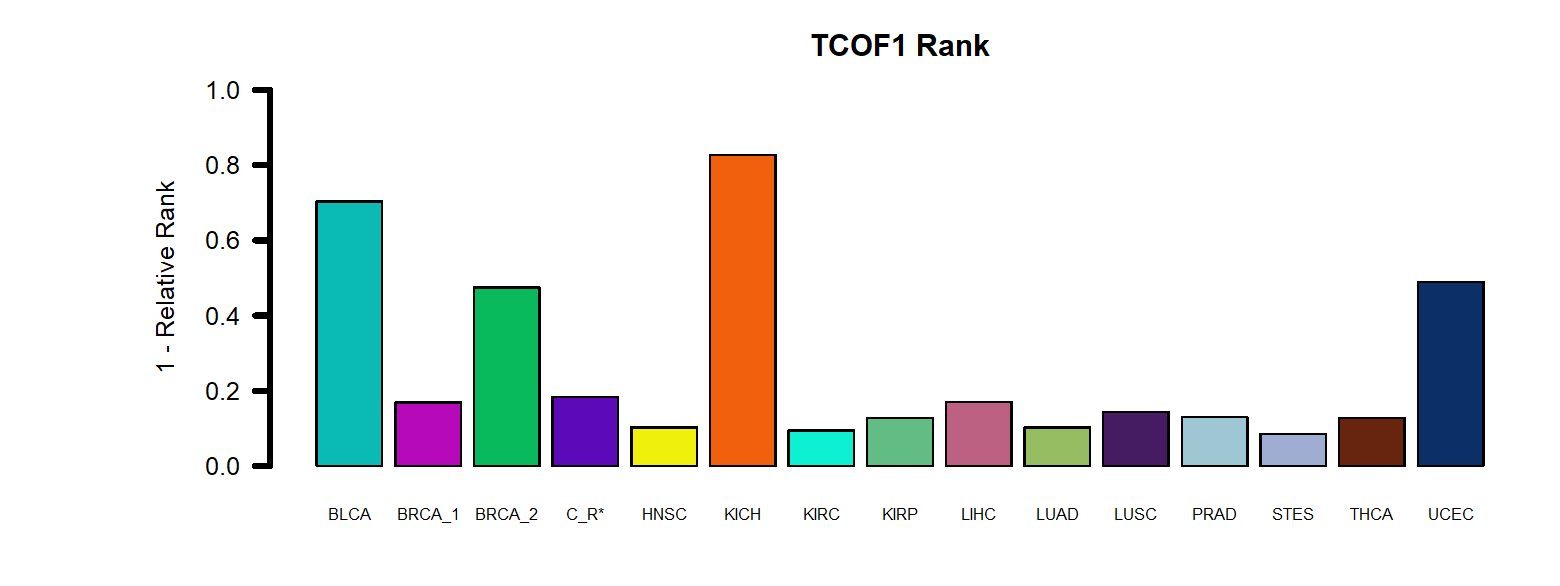 TCOF1 Rank
1 - Relative Rank
1.0
0.8
0.6
0.4
0.2
0.0
BLCA BRCA_1 BRCA_2 C_R* HNSC KICH KIRC KIRP LIHC LUAD LUSC PRAD STES THCA UCEC